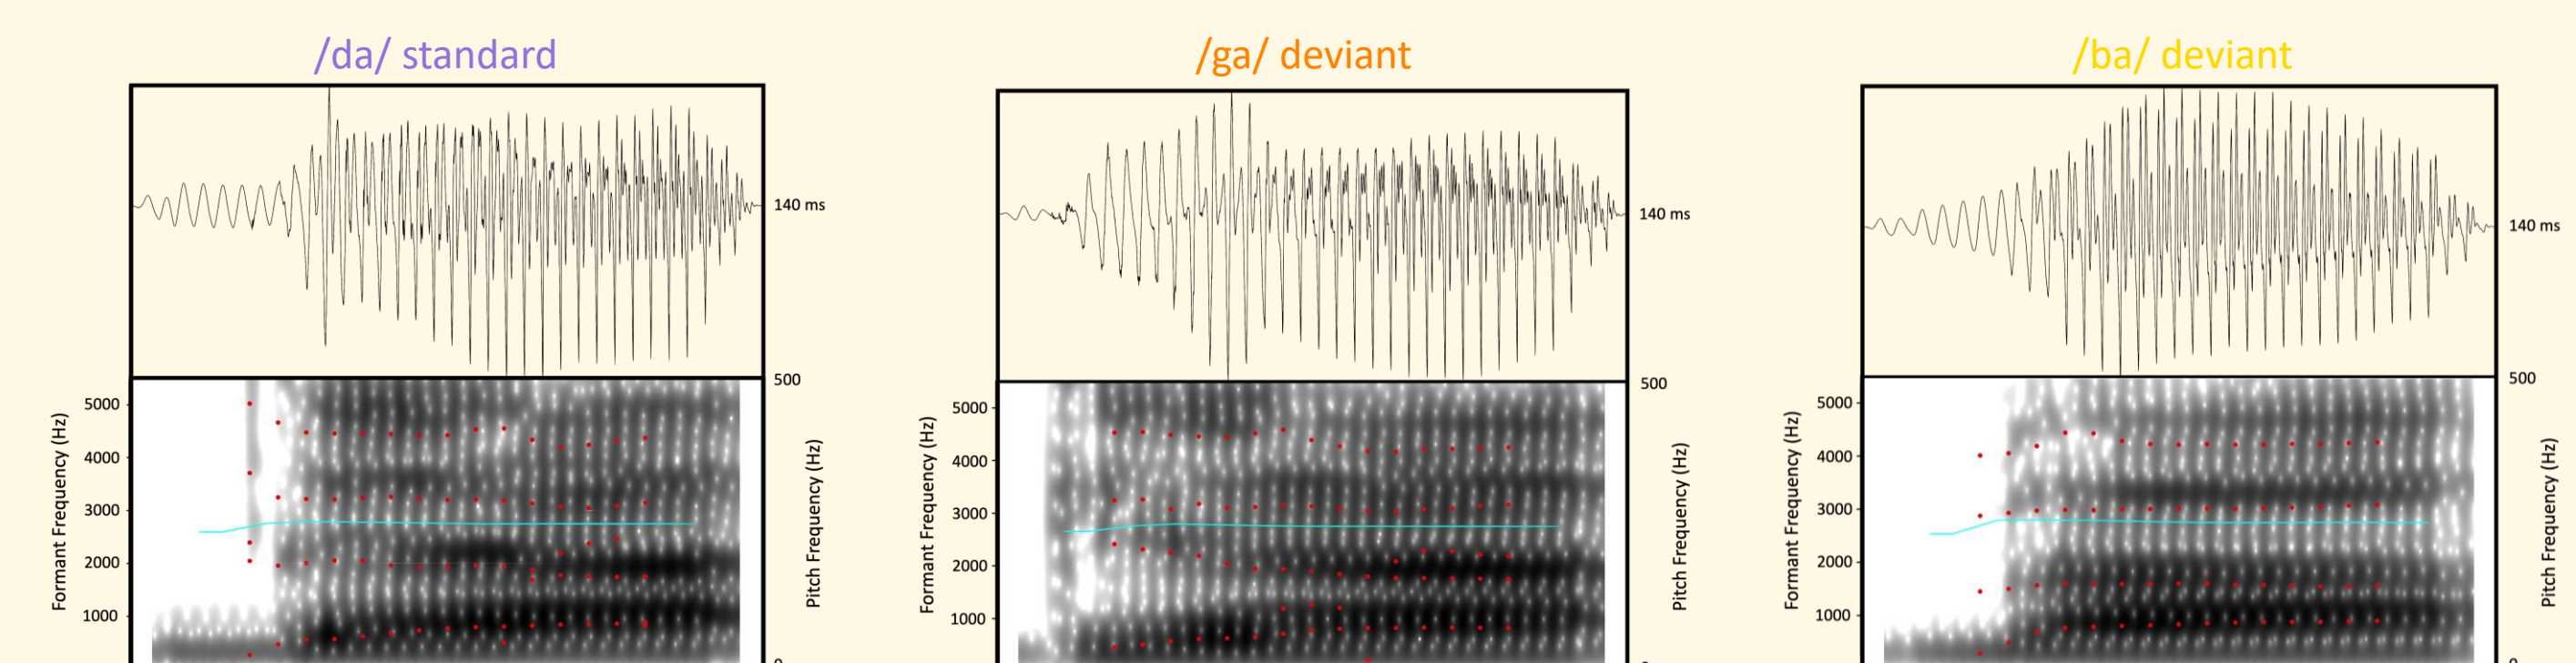 /da/ standard
140 ms
500
5000
4000
3000
2000
1000
Formant Frequency (Hz)
Pitch Frequency (Hz)
/ga/ deviant
140 ms
500
5000
4000
3000
2000
1000
Formant Frequency (Hz)
Pitch Frequency (Hz)
/ba/ deviant
140 ms
500
5000
4000
3000
2000
1000
Formant Frequency (Hz)
Pitch Frequency (Hz)